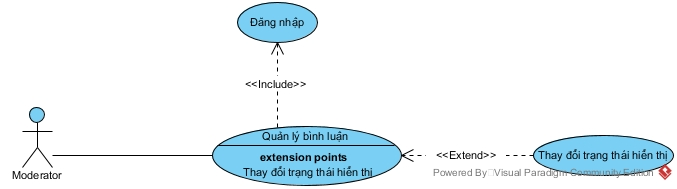 Đăng nhập
<<Include>>
Quản lý bình luận
extension points
Thay đổi trạng thái hiển thị
<<Extend>>
Thay đổi trạng thái hiển thị
Moderator
Powered By Visual Paradigm Community Edition